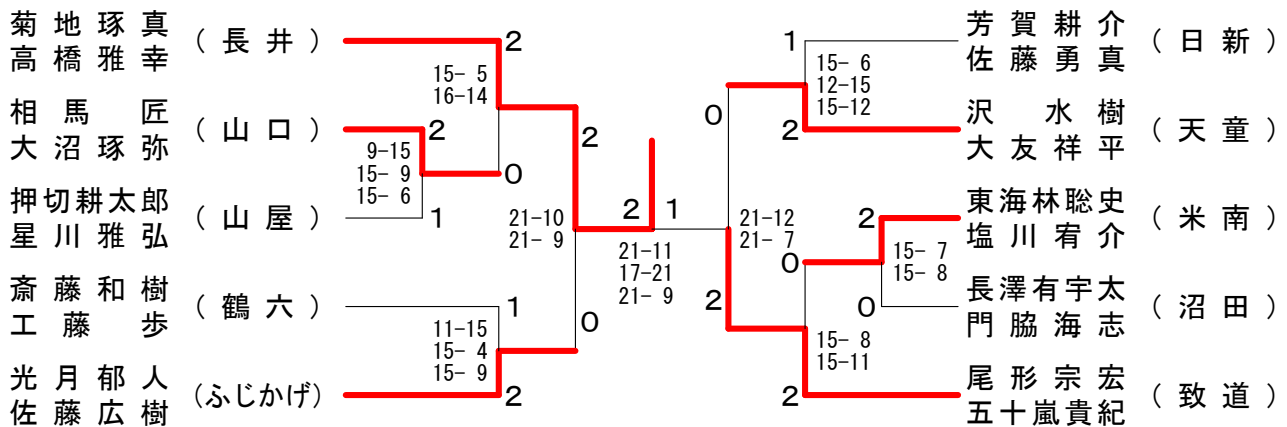 菊地琢真
高橋雅幸
(長井)
2
15- 5
16-14
相馬匠
大沼琢弥
(山口)
2
0
9-15
15- 9
15- 6
押切耕太郎
星川雅弘
(山屋)
1
2
21-10
21- 9
斎藤和樹
工藤歩
(鶴六)
1
0
11-15
15- 4
15- 9
光月郁人
佐藤広樹
(ふじかげ)
2
2
1
21-11
17-21
21- 9
1
芳賀耕介
佐藤勇真
(日新)
15- 6
12-15
15-12
0
2
沢水樹
大友祥平
(天童)
21-12
21- 7
2
東海林聡史
塩川宥介
(米南)
15- 7
15- 8
0
0
長澤有宇太
門脇海志
(沼田)
2
15- 8
15-11
2
尾形宗宏
五十嵐貴紀
(致道)